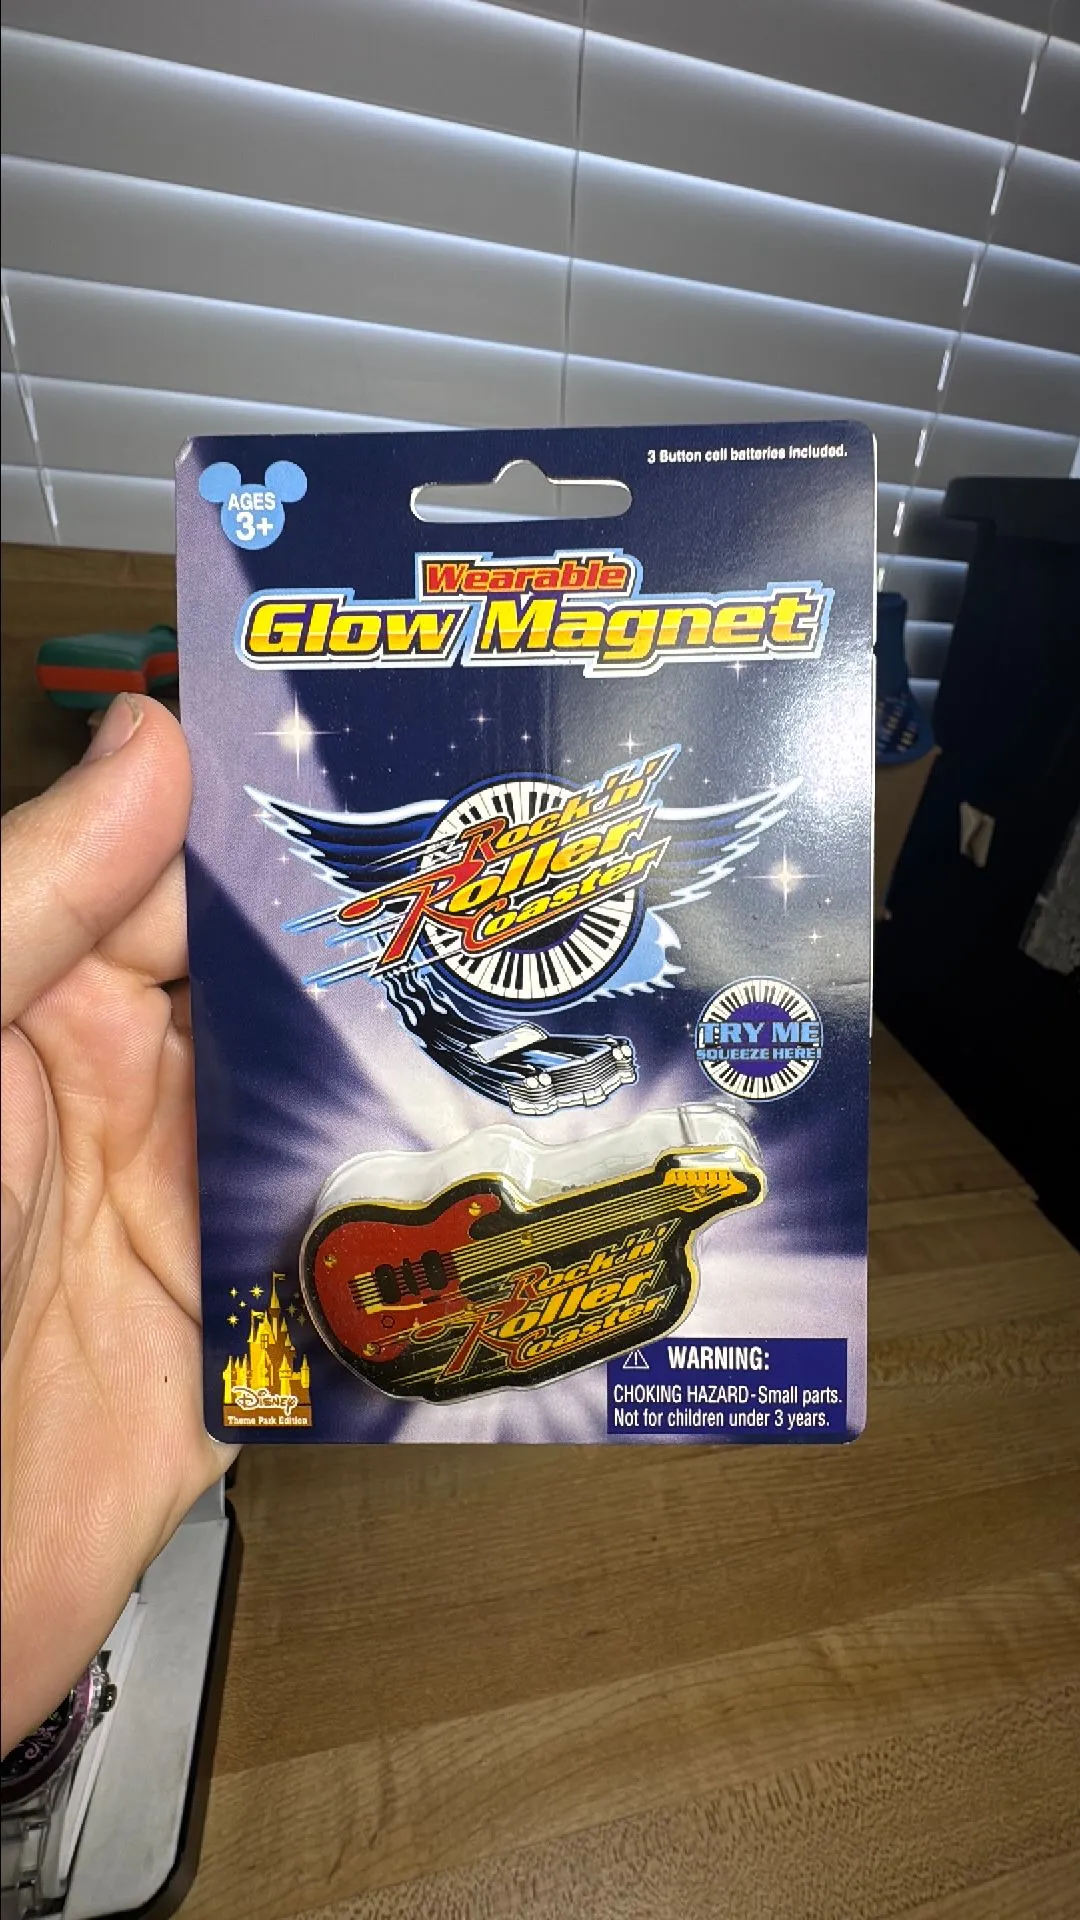 3 Button cell batteries included.
AGES
3+
Wearable
Glow Magnet
Rock 'n'
Roller
Coaster
TRY ME
SQUEEZE HERE!
Rock 'n'
Roller
Coaster
Disney
Theme Park Edition
WARNING:
CHOKING HAZARD-Small parts.
Not for children under 3 years.